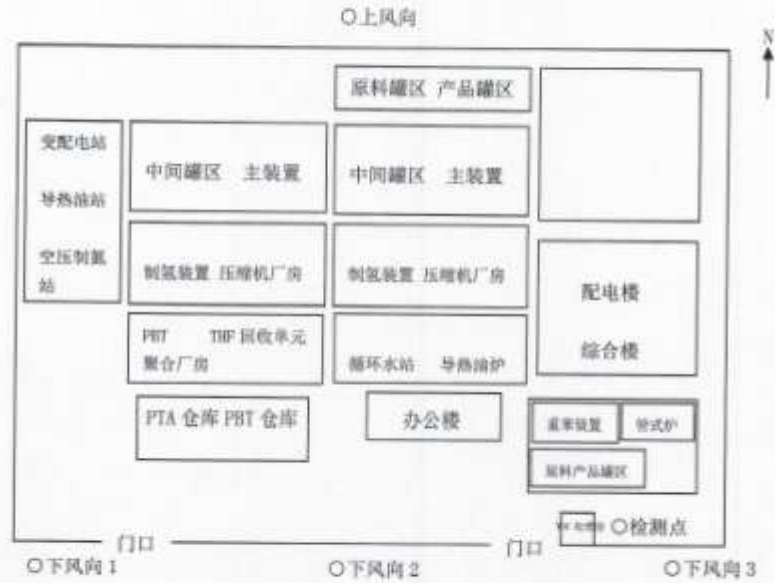 〇上风向
N
原料罐区 产品罐区
变配电站
导热油站
空压制氮站
中间罐区 主装置
中间罐区 主装置
制氢装置 压缩机厂房
制氢装置 压缩机厂房
配电楼
综合楼
PBT THF 回收单元
聚合厂房
循环水站 导热油炉
PTA 仓库 PBT 仓库
办公楼
管式炉
原料产品罐区
〇检测点
门口
门口
〇下风向 1
〇下风向 2
〇下风向 3